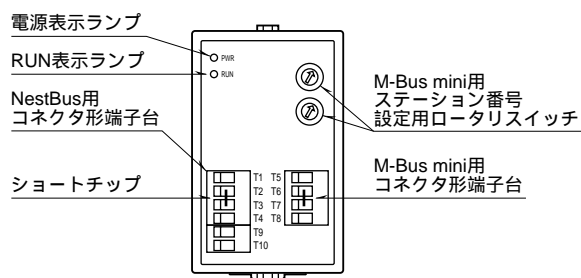 電源表示ランプ
RUN表示ランプ
NestBus用
コネクタ形端子台
ショートチップ
PWR
RUN
M-Bus mini用
ステーション番号
設定用ロータリスイッチ
M-Bus mini用
コネクタ形端子台
T1 T5
T2 T6
T3 T7
T4 T8
T9
T10